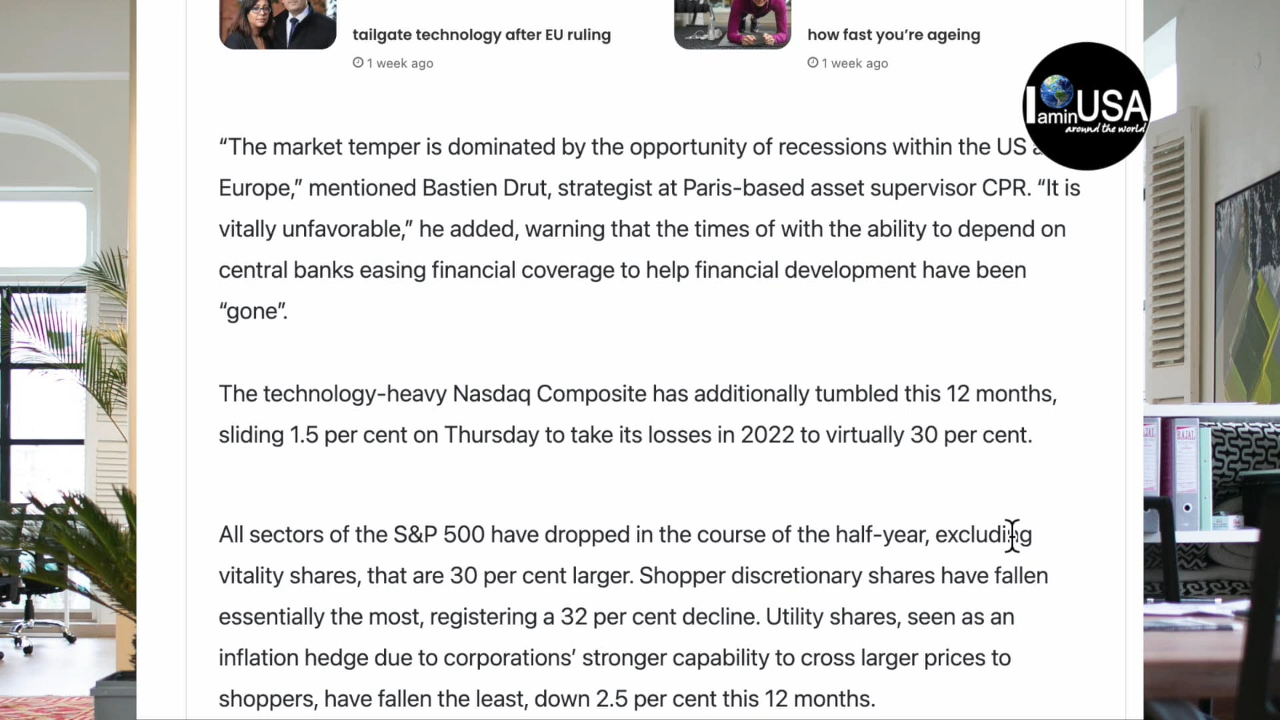 tailgate technology after EU ruling
1 week ago
how fast you're ageing
1 week ago
I aminUSA
around the world
“The market temper is dominated by the opportunity of recessions within the US
Europe,” mentioned Bastien Drut, strategist at Paris-based asset supervisor CPR. “It is
vitally unfavorable,” he added, warning that the times of with the ability to depend on
central banks easing financial coverage to help financial development have been
“gone”.
The technology-heavy Nasdaq Composite has additionally tumbled this 12 months,
sliding 1.5 per cent on Thursday to take its losses in 2022 to virtually 30 per cent.
All sectors of the S&P 500 have dropped in the course of the half-year, excluding
vitality shares, that are 30 per cent larger. Shopper discretionary shares have fallen
essentially the most, registering a 32 per cent decline. Utility shares, seen as an
inflation hedge due to corporations’ stronger capability to cross larger prices to
shoppers, have fallen the least, down 2.5 per cent this 12 months.